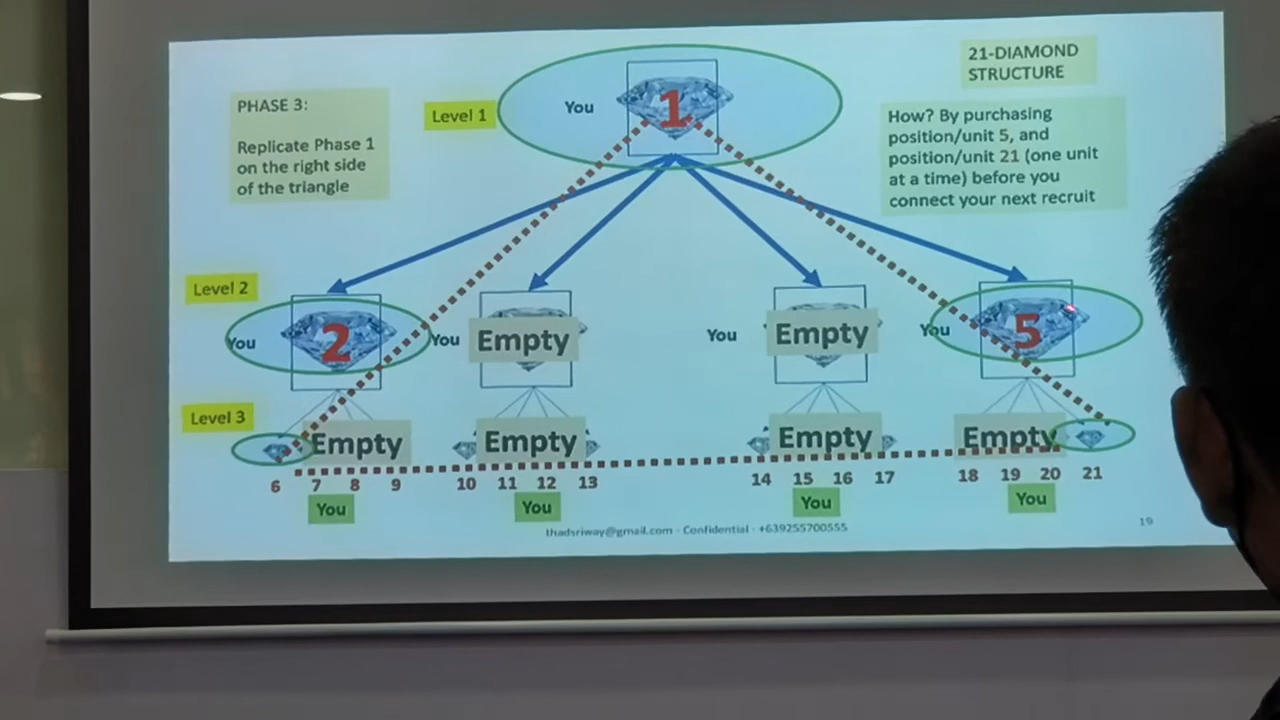 21-DIAMOND
STRUCTURE
PHASE 3:
Replicate Phase 1
on the right side
of the triangle
Level 1
You
1
How? By purchasing
position/unit 5, and
position/unit 21 (one unit
at a time) before you
connect your next recruit
Level 2
You
2
You
Empty
You
Empty
You
5
Level 3
Empty
Empty
Empty
Empty
6 7 8 9 10 11 12 13 14 15 16 17 18 19 20 21
You
You
You
You
thadsriway@gmail.com - Confidential - +639255700555
19